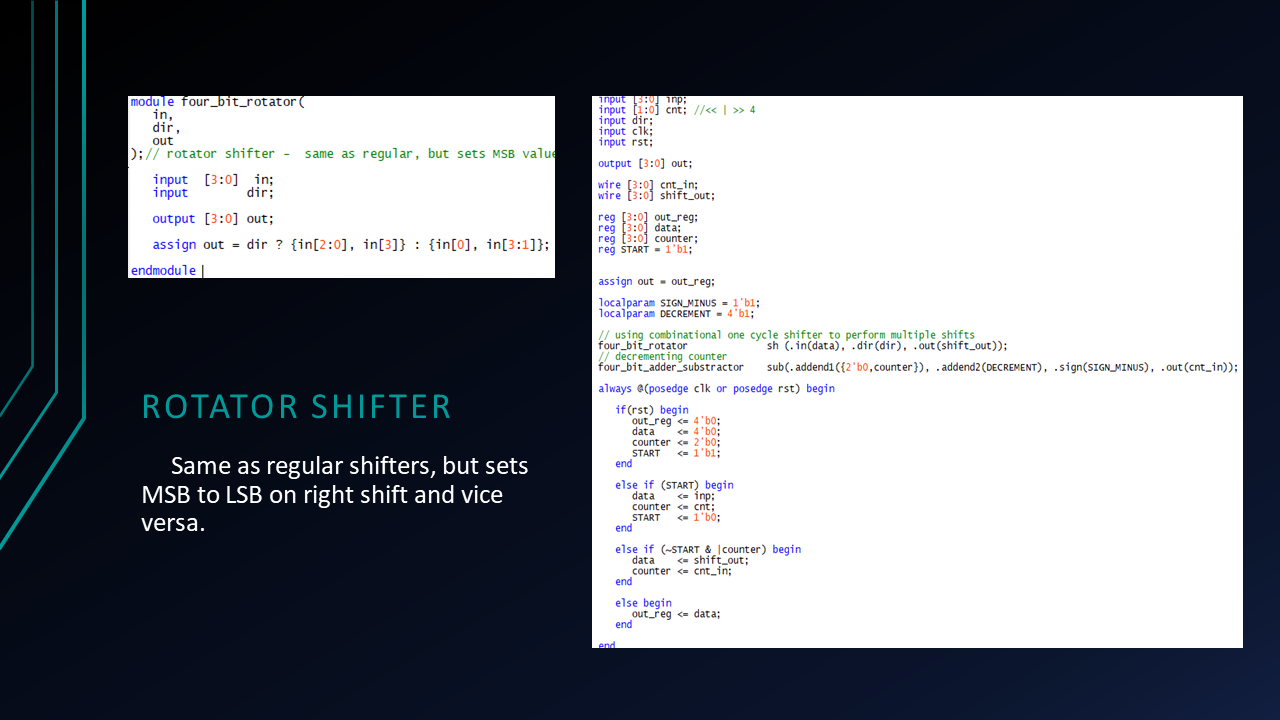 module four_bit_rotator(
in,
dir,
out
);// rotator shifter - same as regular, but sets MSB value
input [3:0] in;
input dir;
output [3:0] out;
assign out = dir ? {in[2:0], in[3]} : {in[0], in[3:1]};
endmodule
ROTATOR SHIFTER
Same as regular shifters, but sets
MSB to LSB on right shift and vice
versa.
input [3:0] inp;
input [1:0] cnt; //<< | >> 4
input dir;
input clk;
input rst;
output [3:0] out;
wire [3:0] cnt_in;
wire [3:0] shift_out;
reg [3:0] out_reg;
reg [3:0] data;
reg [3:0] counter;
reg START = 1'b1;
assign out = out_reg;
localparam SIGN_MINUS = 1'b1;
localparam DECREMENT = 4'b1;
// using combinational one cycle shifter to perform multiple shifts
four_bit_rotator sh (.in(data), .dir(dir), .out(shift_out));
// decrementing counter
four_bit_adder_substractor sub(.addend1({2'b0,counter}), .addend2(DECREMENT), .sign(SIGN_MINUS), .out(cnt_in));
always @(posedge clk or posedge rst) begin
if(rst) begin
out_reg <= 4'b0;
data <= 4'b0;
counter <= 2'b0;
START <= 1'b1;
end
else if (START) begin
data <= inp;
counter <= cnt;
START <= 1'b0;
end
else if (~START & |counter) begin
data <= shift_out;
counter <= cnt_in;
end
else begin
out_reg <= data;
end
end